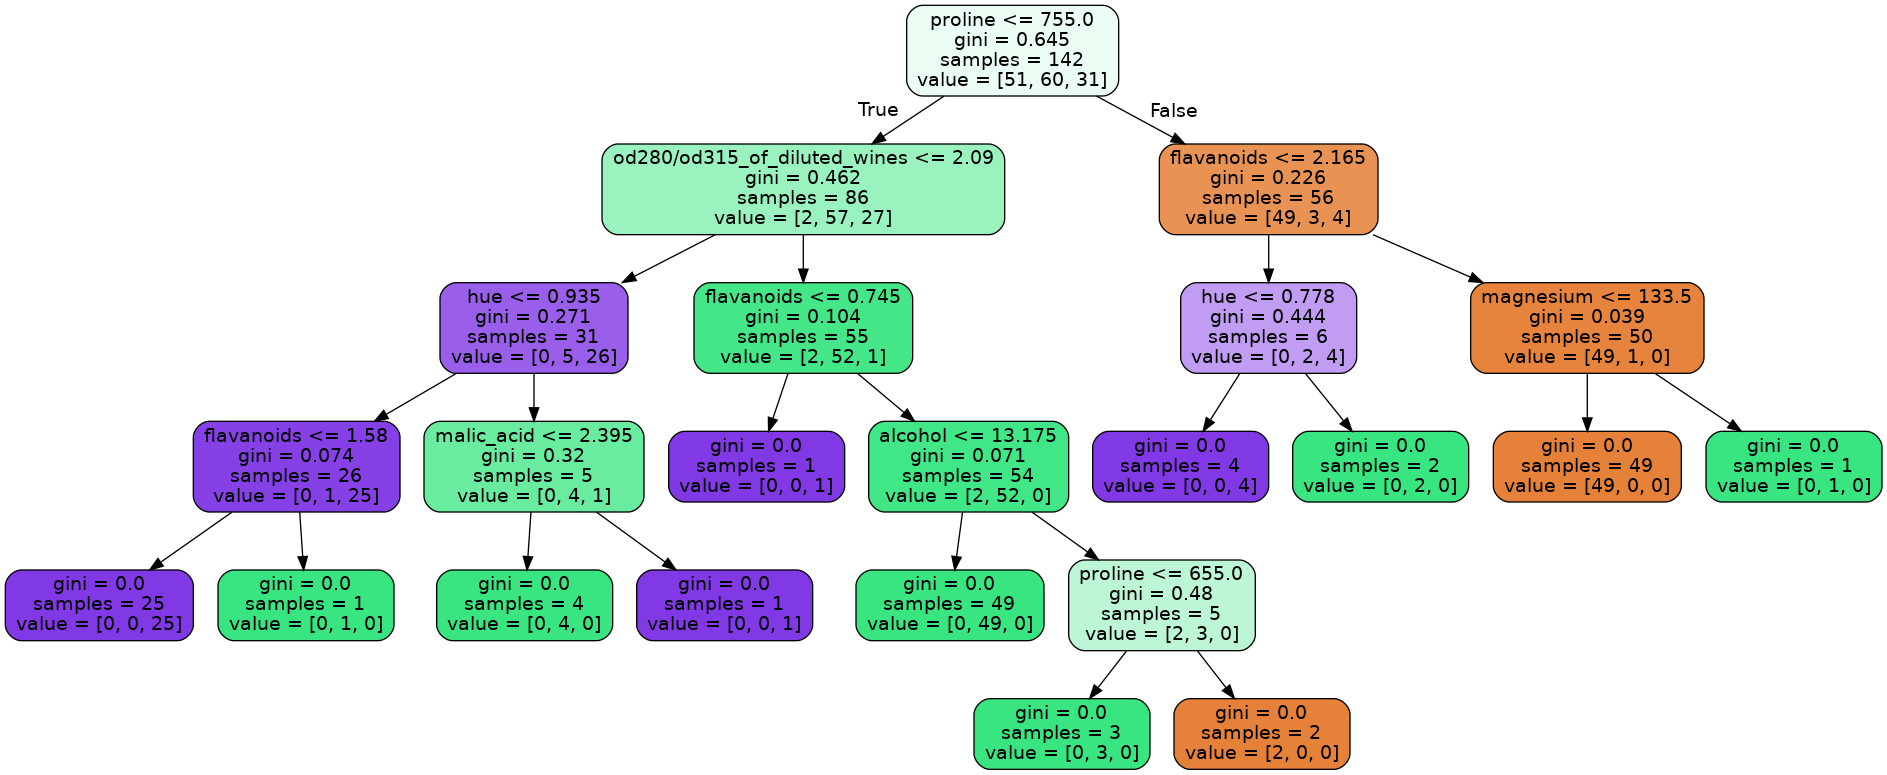 proline <= 755.0
gini = 0.645
samples = 142
value = [51, 60, 31]
True
False
od280/od315_of_diluted_wines <= 2.09
gini = 0.462
samples = 86
value = [2, 57, 27]
flavanoids <= 2.165
gini = 0.226
samples = 56
value = [49, 3, 4]
hue <= 0.935
gini = 0.271
samples = 31
value = [0, 5, 26]
flavanoids <= 0.745
gini = 0.104
samples = 55
value = [2, 52, 1]
hue <= 0.778
gini = 0.444
samples = 6
value = [0, 2, 4]
magnesium <= 133.5
gini = 0.039
samples = 50
value = [49, 1, 0]
flavanoids <= 1.58
gini = 0.074
samples = 26
value = [0, 1, 25]
malic_acid <= 2.395
gini = 0.32
samples = 5
value = [0, 4, 1]
gini = 0.0
samples = 1
value = [0, 0, 1]
alcohol <= 13.175
gini = 0.071
samples = 54
value = [2, 52, 0]
gini = 0.0
samples = 4
value = [0, 0, 4]
gini = 0.0
samples = 2
value = [0, 2, 0]
gini = 0.0
samples = 49
value = [49, 0, 0]
gini = 0.0
samples = 1
value = [0, 1, 0]
gini = 0.0
samples = 25
value = [0, 0, 25]
gini = 0.0
samples = 1
value = [0, 1, 0]
gini = 0.0
samples = 4
value = [0, 4, 0]
gini = 0.0
samples = 1
value = [0, 0, 1]
gini = 0.0
samples = 49
value = [0, 49, 0]
proline <= 655.0
gini = 0.48
samples = 5
value = [2, 3, 0]
gini = 0.0
samples = 3
value = [0, 3, 0]
gini = 0.0
samples = 2
value = [2, 0, 0]